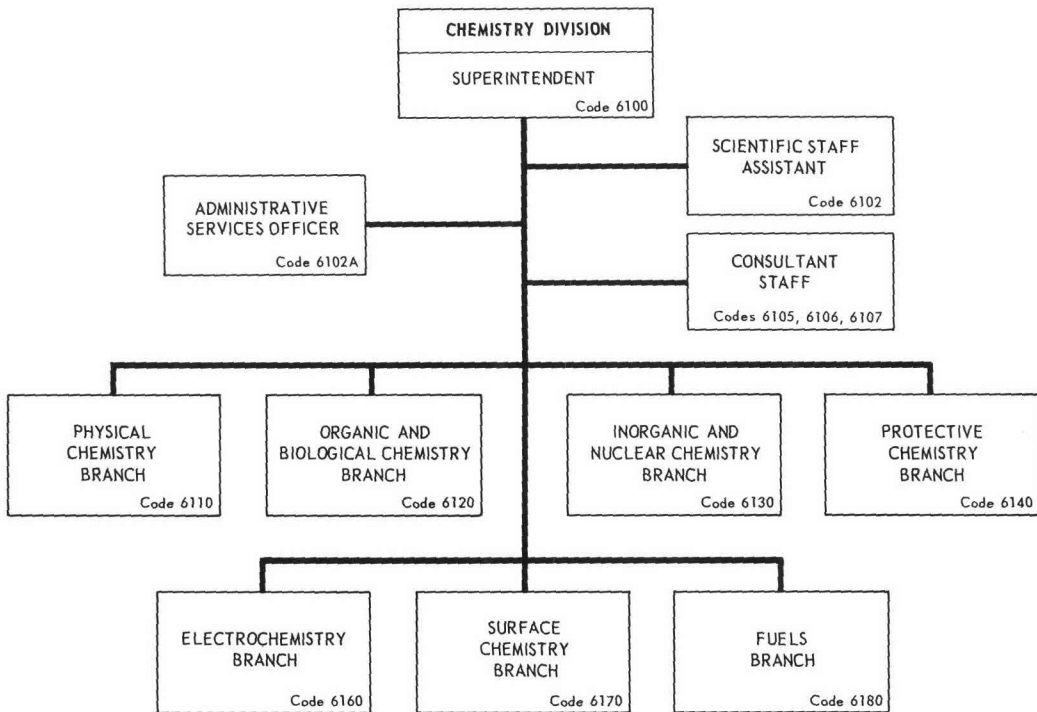 CHEMISTRY DIVISION
SUPERINTENDENT
Code 6100
SCIENTIFIC STAFF
ASSISTANT
Code 6102
ADMINISTRATIVE
SERVICES OFFICER
Code 6102A
CONSULTANT
STAFF
Codes 6105, 6106, 6107
PHYSICAL
CHEMISTRY
BRANCH
Code 6110
ORGANIC AND
BIOLOGICAL CHEMISTRY
BRANCH
Code 6120
INORGANIC AND
NUCLEAR CHEMISTRY
BRANCH
Code 6130
PROTECTIVE
CHEMISTRY
BRANCH
Code 6140
ELECTROCHEMISTRY
BRANCH
Code 6160
SURFACE
CHEMISTRY
BRANCH
Code 6170
FUELS
BRANCH
Code 6180